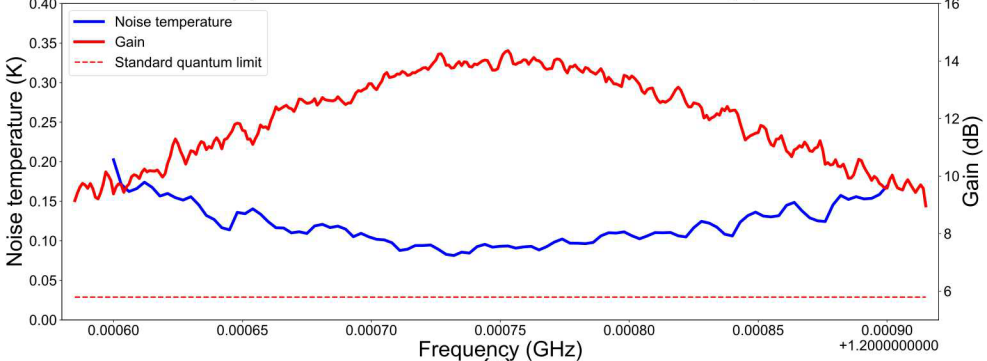 0.40
0.35
0.30
0.25
0.20
0.15
0.10
0.05
0.00
Noise temperature (K)
Noise temperature
Gain
Standard quantum limit
16
14
12
10
8
6
Gain (dB)
0.00060 0.00065 0.00070 0.00075 0.00080 0.00085 0.00090
+1.2000000000
Frequency (GHz)